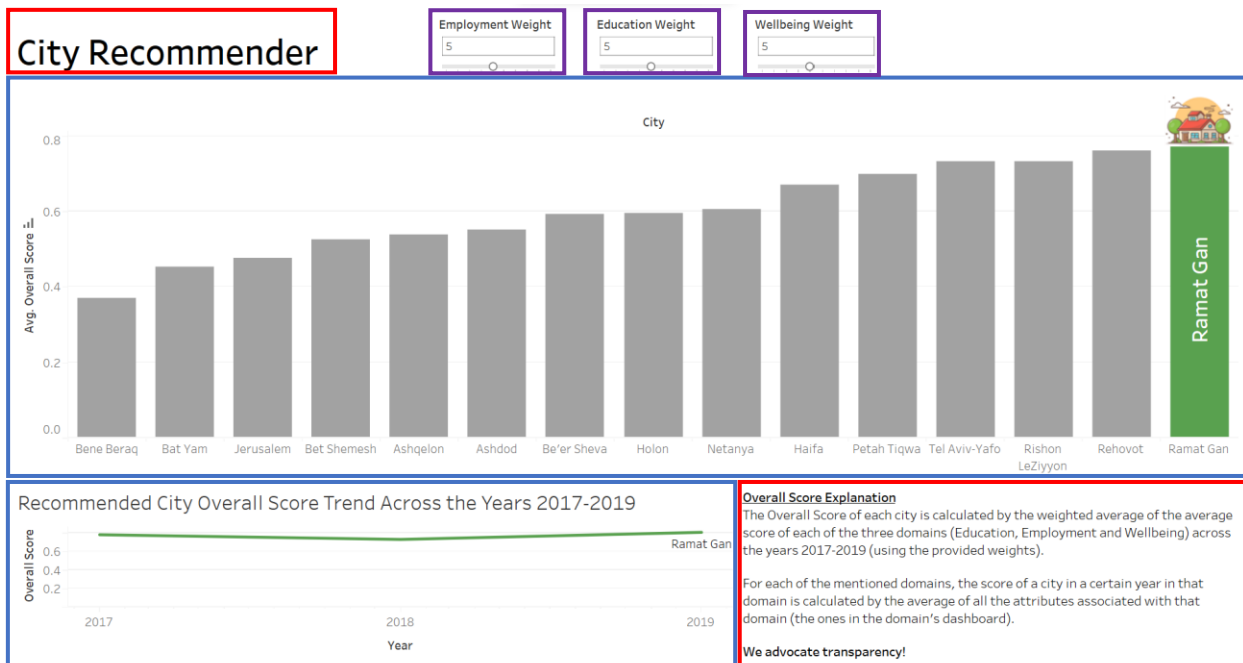 City Recommender
Employment Weight
5
Education Weight
5
Wellbeing Weight
5
City
Avg. Overall Score
0.8
0.6
0.4
0.2
0.0
Ramat Gan
Bene Beraq
Bat Yam
Jerusalem
Bet Shemesh
Ashqelon
Ashdod
Be'er Sheva
Holon
Netanya
Haifa
Petah Tiqwa
Tel Aviv-Yafo
Rishon
LeZiyyon
Rehovot
Ramat Gan
Recommended City Overall Score Trend Across the Years 2017-2019
Overall Score
0.6
0.4
0.2
Ramat Gan
2017
2018
2019
Year
Overall Score Explanation
The Overall Score of each city is calculated by the weighted average of the average
score of each of the three domains (Education, Employment and Wellbeing) across
the years 2017-2019 (using the provided weights).
For each of the mentioned domains, the score of a city in a certain year in that
domain is calculated by the average of all the attributes associated with that
domain (the ones in the domain's dashboard).
We advocate transparency!